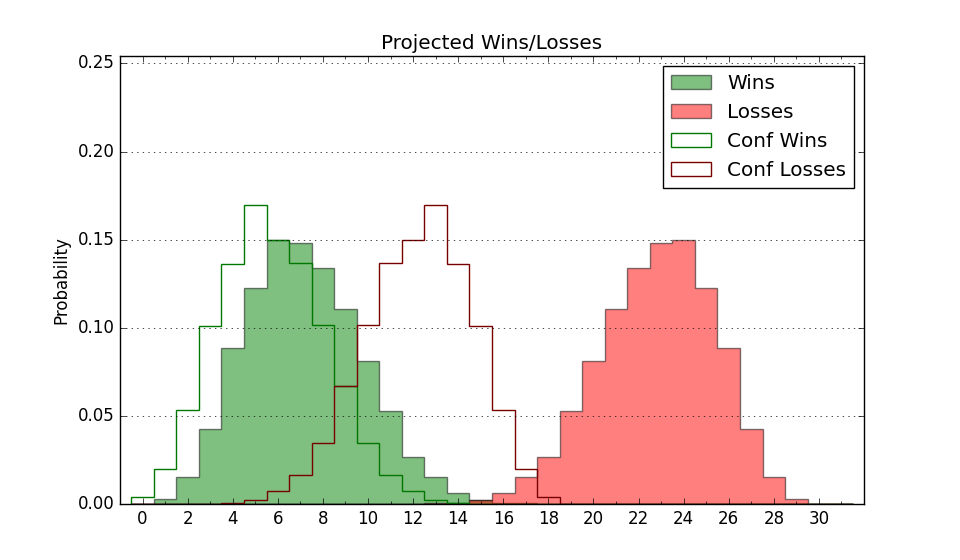 Projected Wins/Losses
Wins
Losses
Conf Wins
Conf Losses
Probability
0.25
0.20
0.15
0.10
0.05
0.00
0 2 4 6 8 10 12 14 16 18 20 22 24 26 28 30